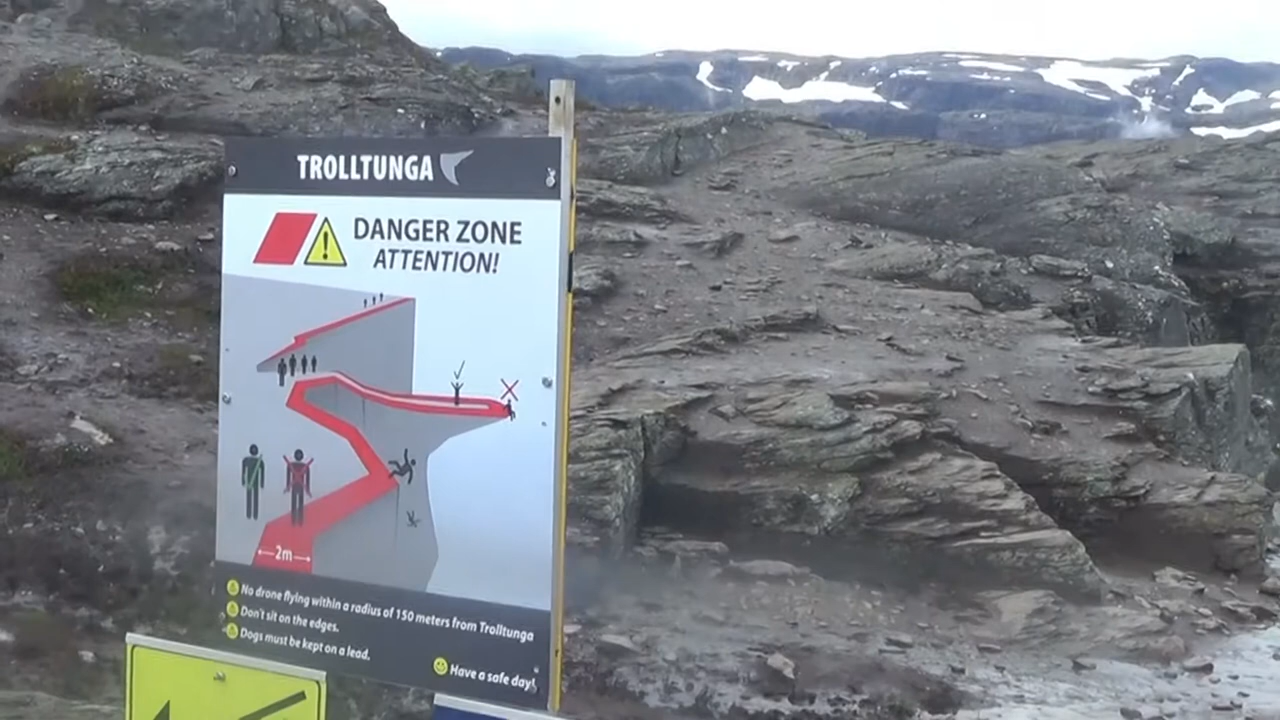 TROLLTUNGA
DANGER ZONE
ATTENTION!
2m
No drone flying within a radius of 150 meters from Trolltunga
Don't sit on the edges.
Dogs must be kept on a lead.
Have a safe day!